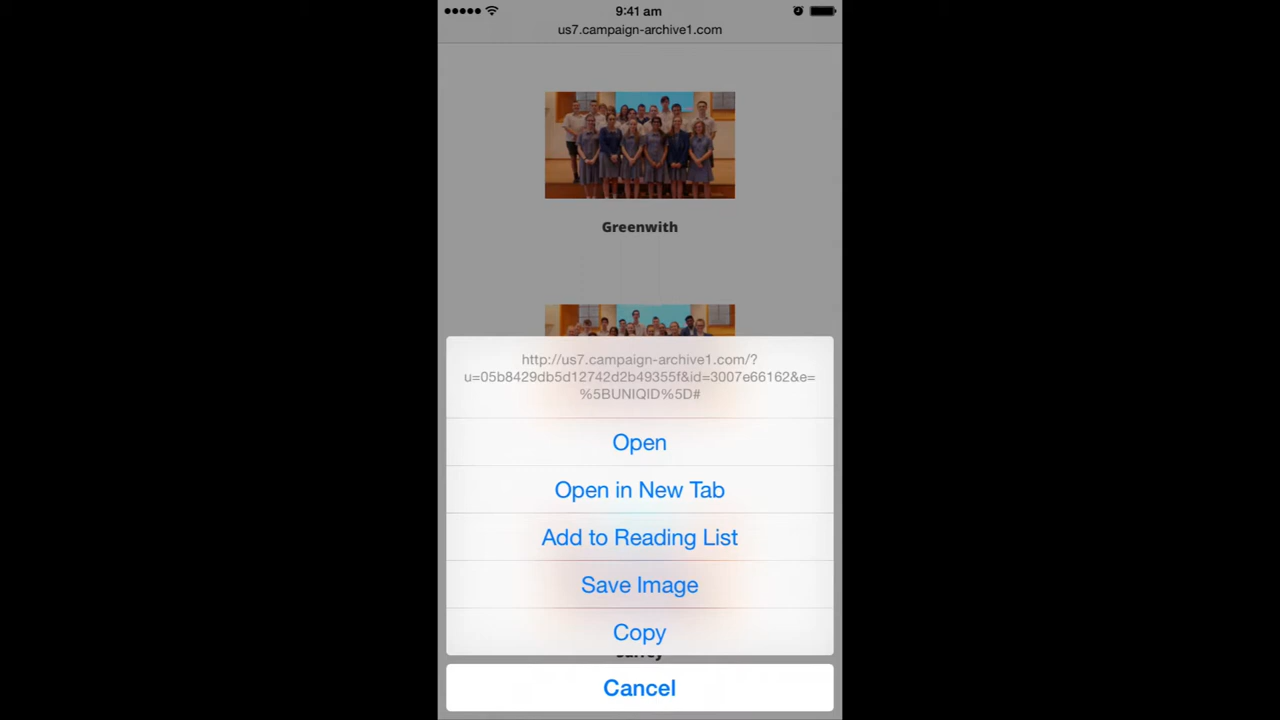 9:41 am
us7.campaign-archive1.com
Greenwith
http://us7.campaign-archive1.com/?
u=05b8429db5d12742d2b49355f&id=3007e66162&e=
%5BUNIQID%5D#
Open
Open in New Tab
Add to Reading List
Save Image
Copy
Surrey
Cancel